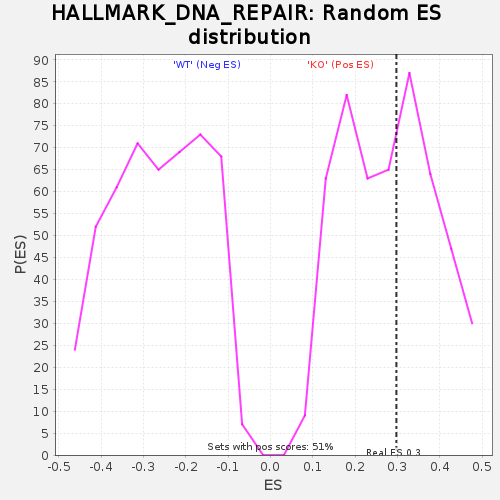 HALLMARK_DNA_REPAIR: Random ES
distribution
'WT' (Neg ES) 'KO' (Pos ES)
90
85
80
75
70
65
60
55
50
45
40
35
30
25
20
15
10
5
0
P(ES)
Sets with pos scores: 51%
Real ES 0.3
-0.5 -0.4 -0.3 -0.2 -0.1 0.0 0.1 0.2 0.3 0.4 0.5
ES